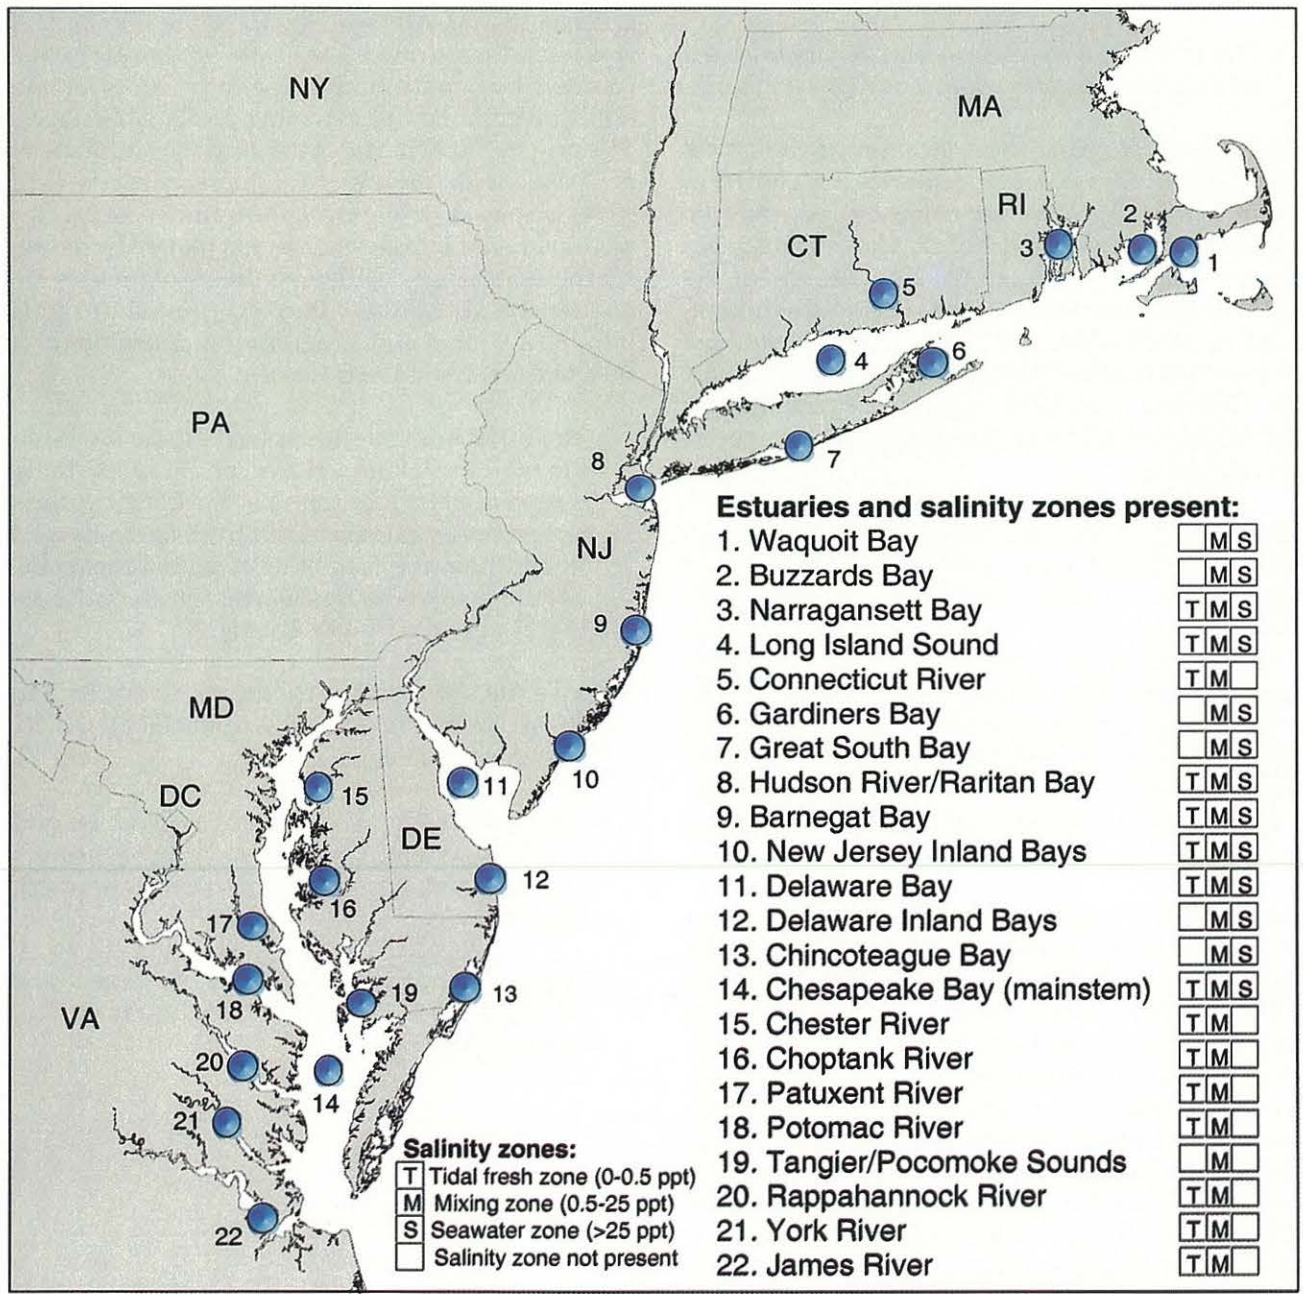 NY
MA
RI
2
3
1
CT
5
4
6
PA
8
7
Estuaries and salinity zones present:
1. Waquoit Bay M S
NJ
2. Buzzards Bay M S
3. Narragansett Bay T M S
9
4. Long Island Sound T M S
5. Connecticut River T M
MD
6. Gardiners Bay M S
7. Great South Bay M S
10
8. Hudson River/Raritan Bay T M S
11
15
DC
9. Barnegat Bay T M S
DE
10. New Jersey Inland Bays T M S
12
11. Delaware Bay T M S
16
17
12. Delaware Inland Bays M S
13. Chincoteague Bay M S
19
13
18
14. Chesapeake Bay (mainstem) T M S
VA
15. Chester River T M
20
16. Choptank River T M
14
17. Patuxent River T M
21
18. Potomac River T M
Salinity zones:
19. Tangier/Pocomoke Sounds M
T Tidal fresh zone (0-0.5 ppt)
20. Rappahannock River T M
M Mixing zone (0.5-25 ppt)
S Seawater zone (>25 ppt)
21. York River T M
22
Salinity zone not present
22. James River T M